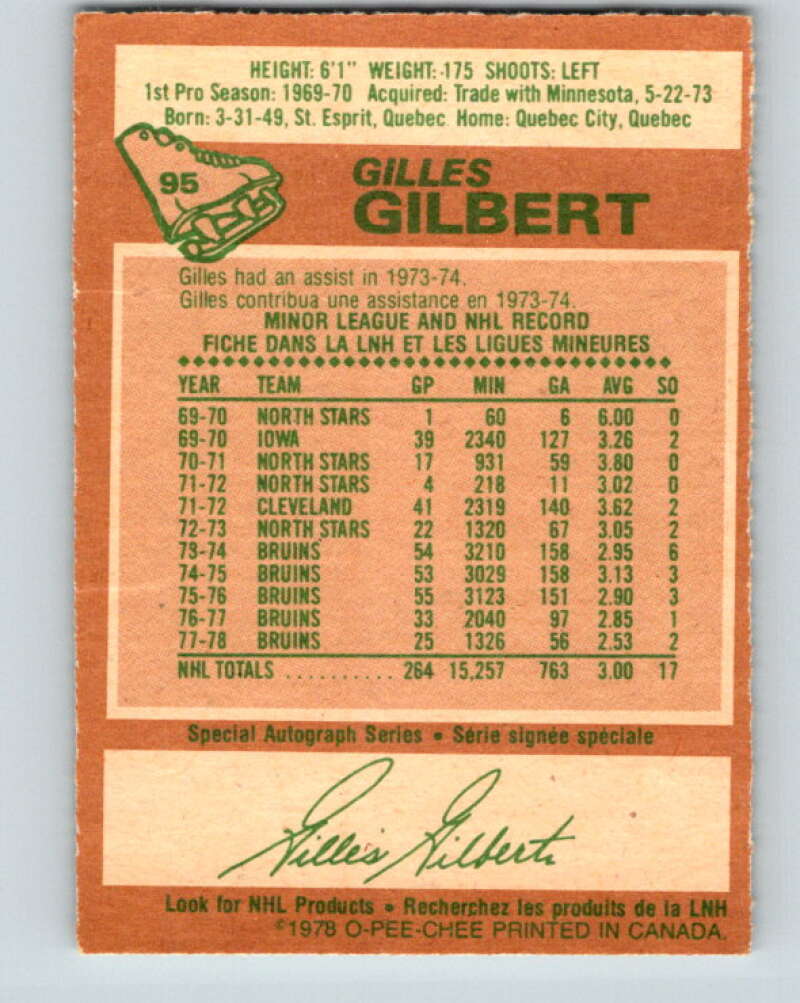 HEIGHT: 6'1" WEIGHT: 175 SHOOTS: LEFT
1st Pro Season: 1969-70 Acquired: Trade with Minnesota, 5-22-73
Born: 3-31-49, St. Esprit, Quebec Home: Quebec City, Quebec
95
GILLES
GILBERT
Gilles had an assist in 1973-74.
Gilles contribua une assistance en 1973-74.
MINOR LEAGUE AND NHL RECORD
FICHE DANS LA LNH ET LES LIGUES MINEURES
YEAR TEAM GP MIN GA AVG SO
69-70 NORTH STARS 1 60 6 6.00 0
69-70 IOWA 39 2340 127 3.26 2
70-71 NORTH STARS 17 931 59 3.80 0
71-72 NORTH STARS 4 218 11 3.02 0
71-72 CLEVELAND 41 2319 140 3.62 2
72-73 NORTH STARS 22 1320 67 3.05 2
73-74 BRUINS 54 3210 158 2.95 6
74-75 BRUINS 53 3029 158 3.13 3
75-76 BRUINS 55 3123 151 2.90 3
76-77 BRUINS 33 2040 97 2.85 1
77-78 BRUINS 25 1326 56 2.53 2
NHL TOTALS .......... 264 15,257 763 3.00 17
Special Autograph Series • Série signée spéciale
Gilles Gilbert
Look for NHL Products • Recherchez les produits de la LNH
©1978 O-PEE-CHEE PRINTED IN CANADA.